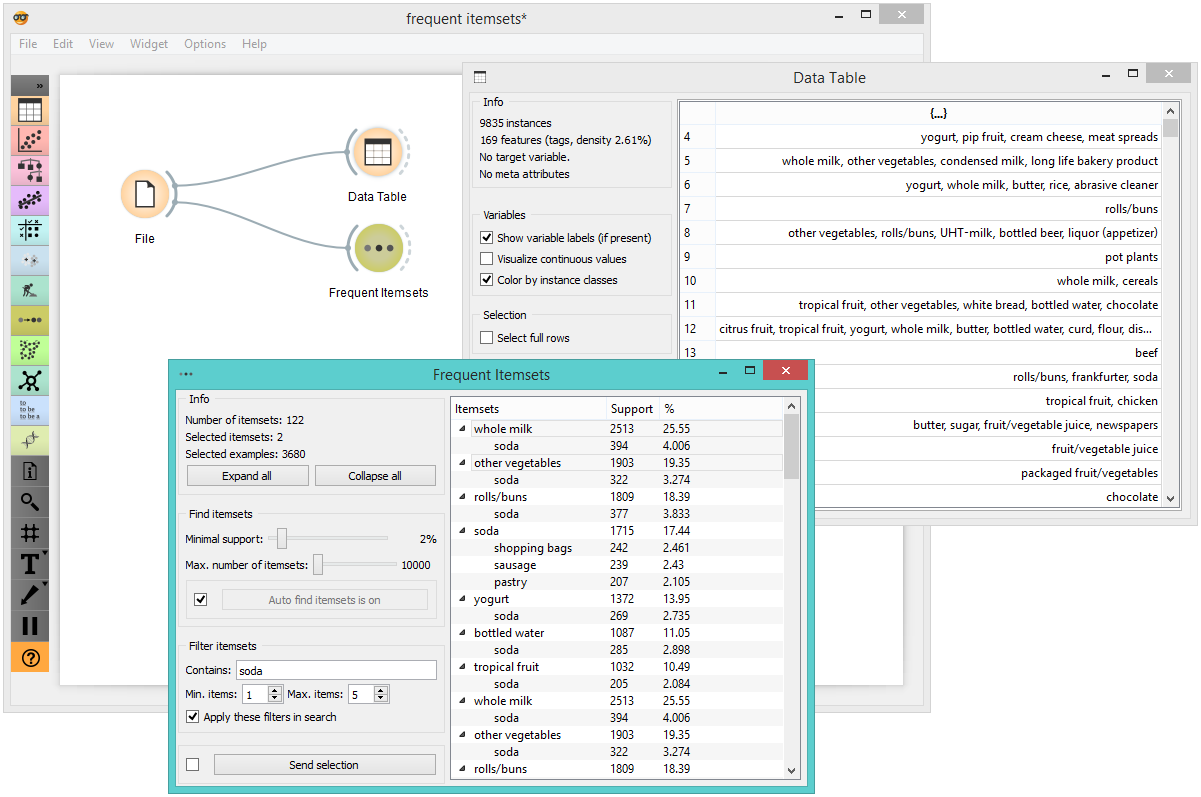 frequent itemsets*
File Edit View Widget Options Help
»
File
Data Table
Frequent Itemsets
to
to be
to be a
T
?
Data Table
Info
9835 instances
169 features (tags, density 2.61%)
No target variable.
No meta attributes
Variables
Show variable labels (if present)
Visualize continuous values
Color by instance classes
Selection
Select full rows
{...}
4 yogurt, pip fruit, cream cheese, meat spreads
5 whole milk, other vegetables, condensed milk, long life bakery product
6 yogurt, whole milk, butter, rice, abrasive cleaner
7 rolls/buns
8 other vegetables, rolls/buns, UHT-milk, bottled beer, liquor (appetizer)
9 pot plants
10 whole milk, cereals
11 tropical fruit, other vegetables, white bread, bottled water, chocolate
12 citrus fruit, tropical fruit, yogurt, whole milk, butter, bottled water, curd, flour, dis...
13 beef
rolls/buns, frankfurter, soda
tropical fruit, chicken
butter, sugar, fruit/vegetable juice, newspapers
fruit/vegetable juice
packaged fruit/vegetables
chocolate
Frequent Itemsets
Info
Number of itemsets: 122
Selected itemsets: 2
Selected examples: 3680
Expand all Collapse all
Find itemsets
Minimal support: 2%
Max. number of itemsets: 10000
Auto find itemsets is on
Filter itemsets
Contains: soda
Min. items: 1 Max. items: 5
Apply these filters in search
Send selection
Itemsets Support %
whole milk 2513 25.55
soda 394 4.006
other vegetables 1903 19.35
soda 322 3.274
rolls/buns 1809 18.39
soda 377 3.833
soda 1715 17.44
shopping bags 242 2.461
sausage 239 2.43
pastry 207 2.105
yogurt 1372 13.95
soda 269 2.735
bottled water 1087 11.05
soda 285 2.898
tropical fruit 1032 10.49
soda 205 2.084
whole milk 2513 25.55
soda 394 4.006
other vegetables 1903 19.35
soda 322 3.274
rolls/buns 1809 18.39